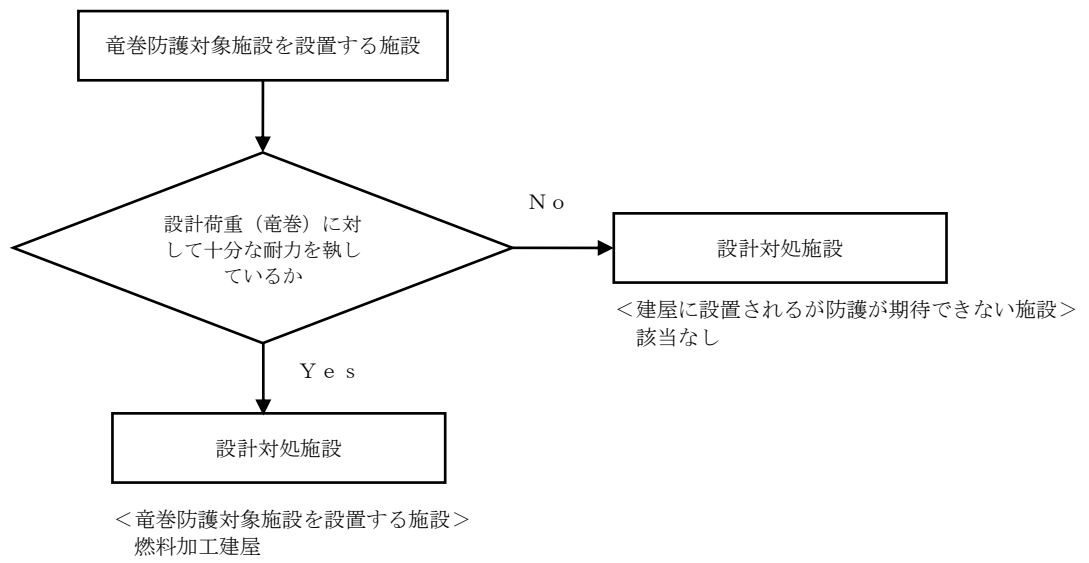 竜巻防護対象施設を設置する施設
設計荷重（竜巻）に対
して十分な耐力を執し
ているか
Ｎｏ
設計対処施設
＜建屋に設置されるが防護が期待できない施設＞
該当なし
Ｙｅｓ
設計対処施設
＜竜巻防護対象施設を設置する施設＞
燃料加工建屋